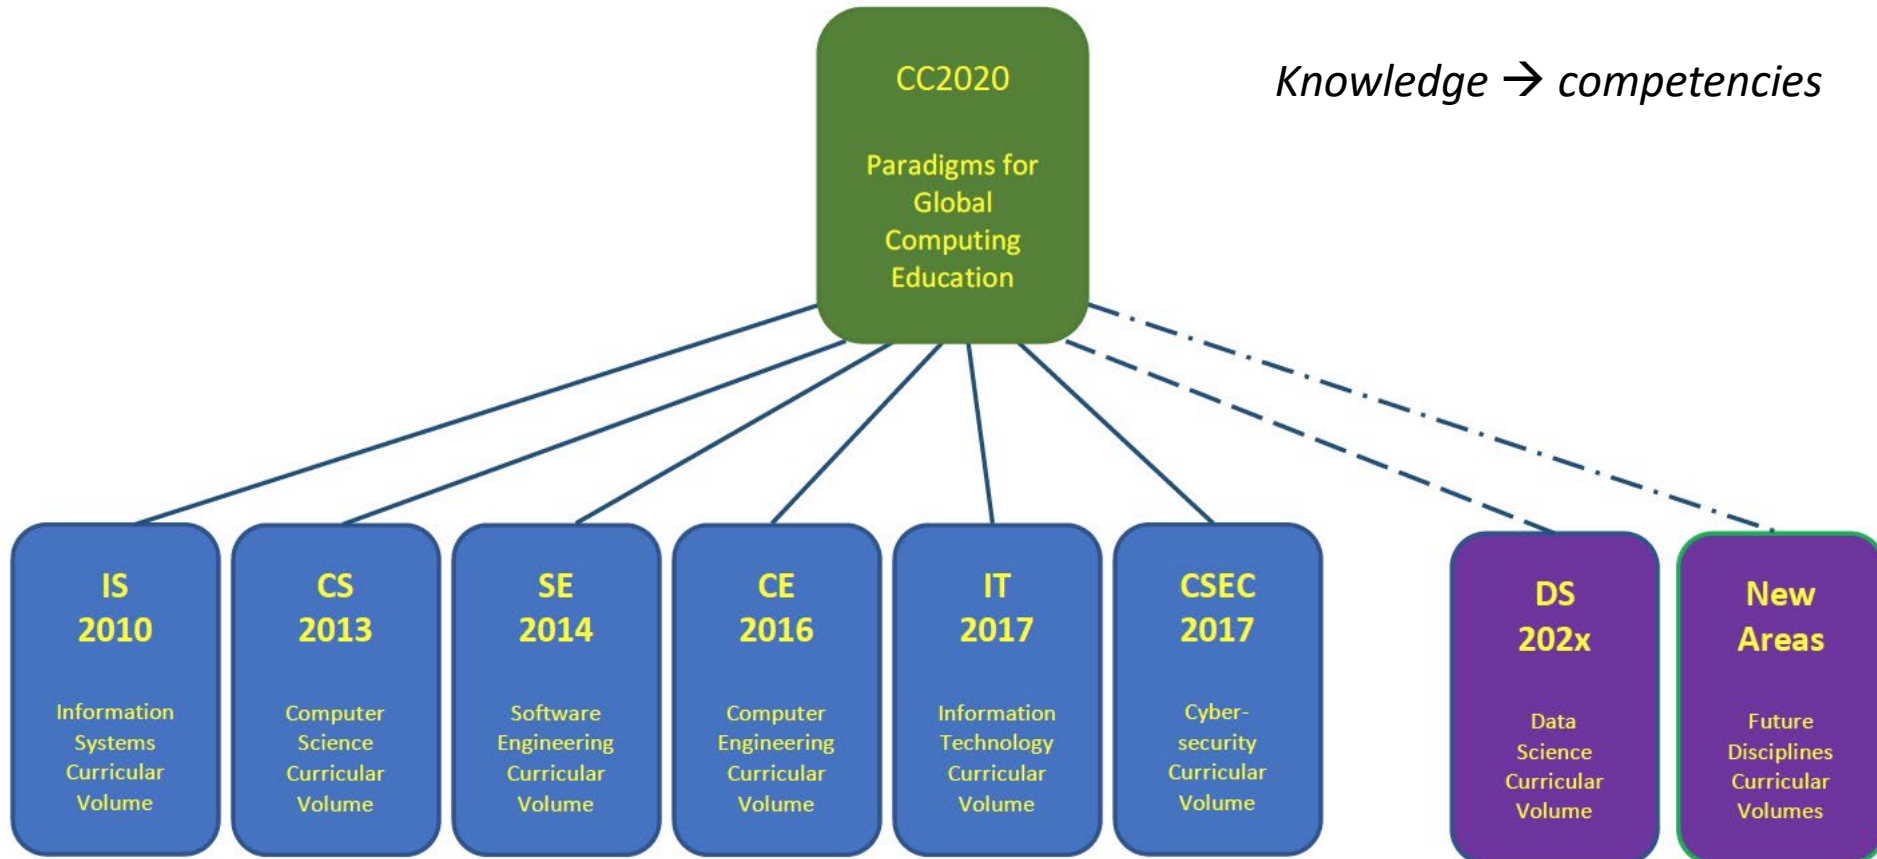 CC2020
Paradigms for
Global
Computing
Education
Knowledge → competencies
IS
2010
Information
Systems
Curricular
Volume
CS
2013
Computer
Science
Curricular
Volume
SE
2014
Software
Engineering
Curricular
Volume
CE
2016
Computer
Engineering
Curricular
Volume
IT
2017
Information
Technology
Curricular
Volume
CSEC
2017
Cyber-
security
Curricular
Volume
DS
202x
Data
Science
Curricular
Volume
New
Areas
Future
Disciplines
Curricular
Volumes